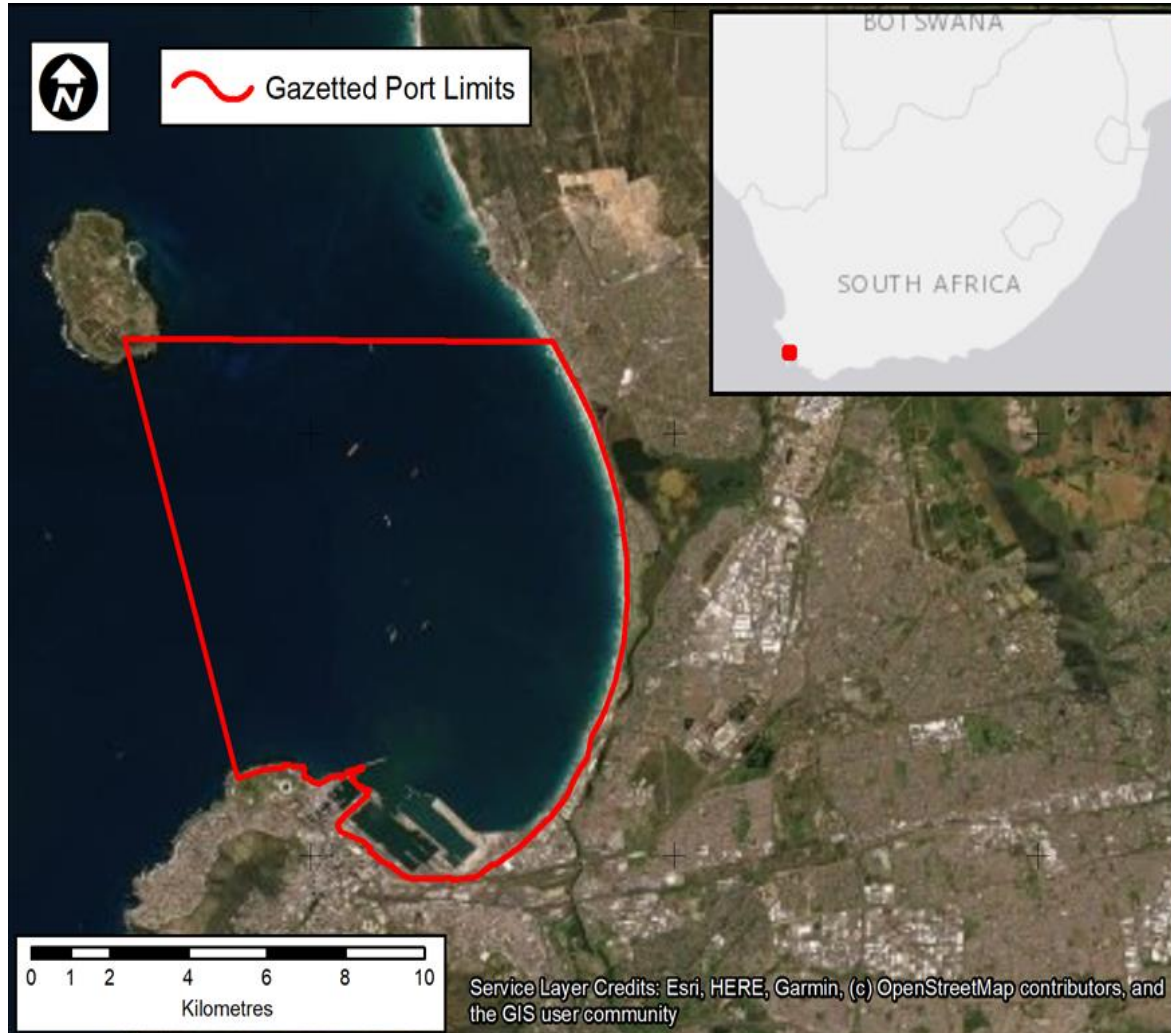 N
Gazetted Port Limits
BOTSWANA
SOUTH AFRICA
0 1 2 4 6 8 10
Kilometres
Service Layer Credits: Esri, HERE, Garmin, (c) OpenStreetMap contributors, and
the GIS user community